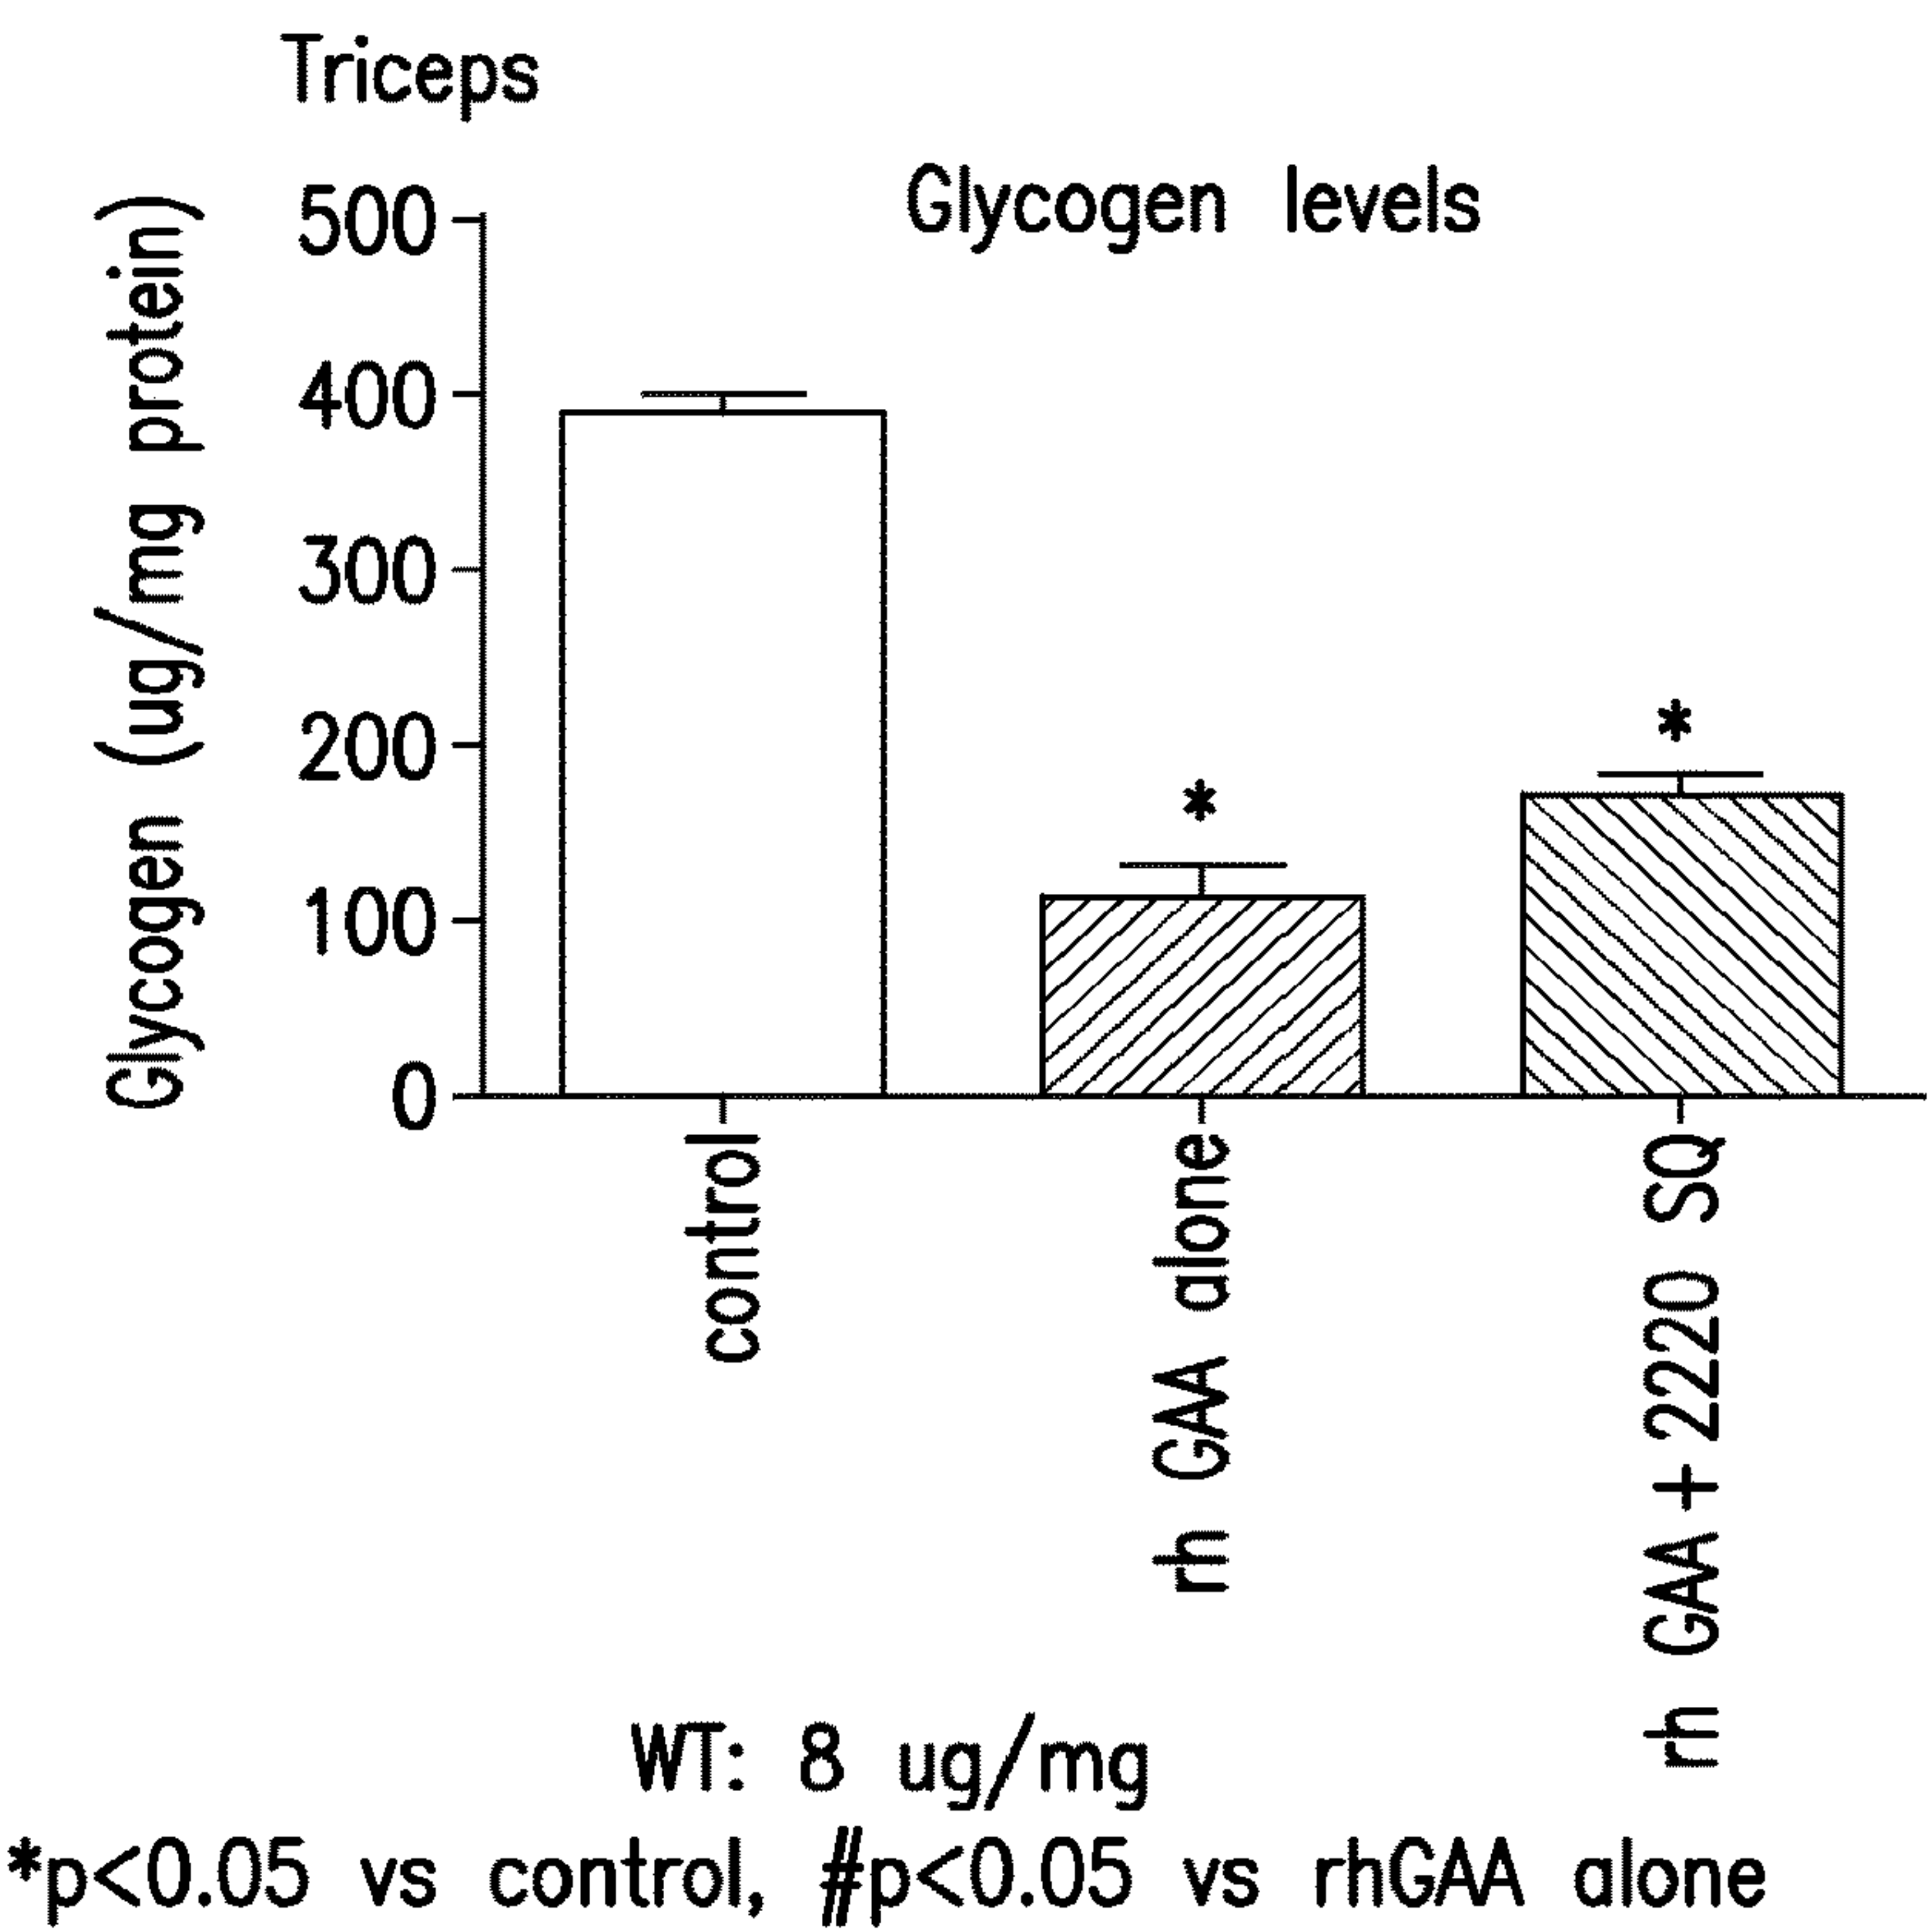 Triceps
Glycogen levels
Glycogen (ug/mg protein)
500
400
300
200
100
0
*
*
control
rh GAA alone
rh GAA + 2220 SQ
WT: 8 ug/mg
*p<0.05 vs control, #p<0.05 vs rhGAA alone